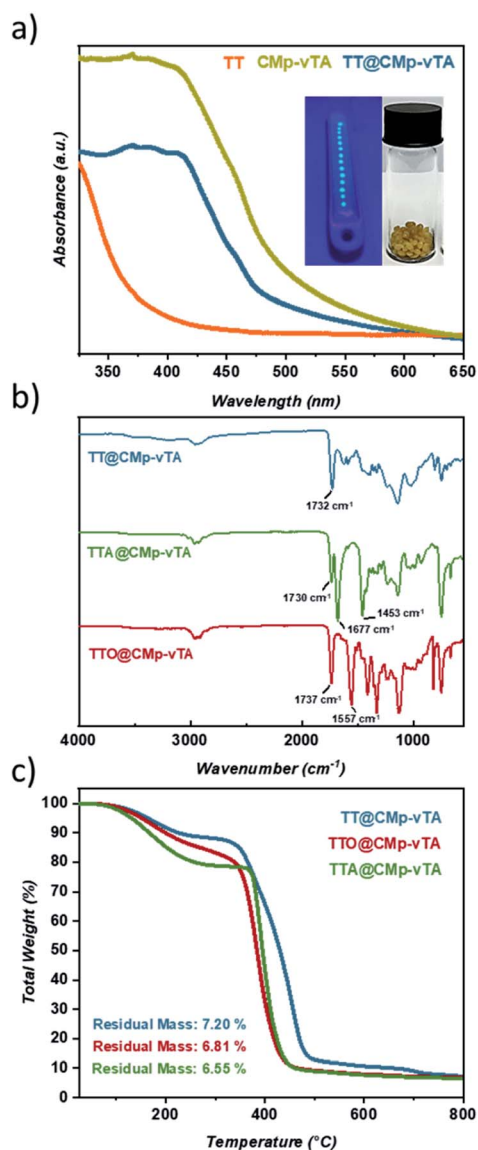 a)
TT CMp-vTA TT@CMp-vTA
Absorbance (a.u.)
350 400 450 500 550 600 650
Wavelength (nm)
b)
TT@CMp-vTA
1732 cm⁻¹
TTA@CMp-vTA
1730 cm⁻¹
1453 cm⁻¹
1677 cm⁻¹
TTO@CMp-vTA
1737 cm⁻¹
1557 cm⁻¹
4000 3000 2000 1000
Wavenumber (cm⁻¹)
c)
100
90
80
70
60
50
40
30
20
10
0
Total Weight (%)
TT@CMp-vTA
TTO@CMp-vTA
TTA@CMp-vTA
Residual Mass: 7.20 %
Residual Mass: 6.81 %
Residual Mass: 6.55 %
200 400 600 800
Temperature (°C)